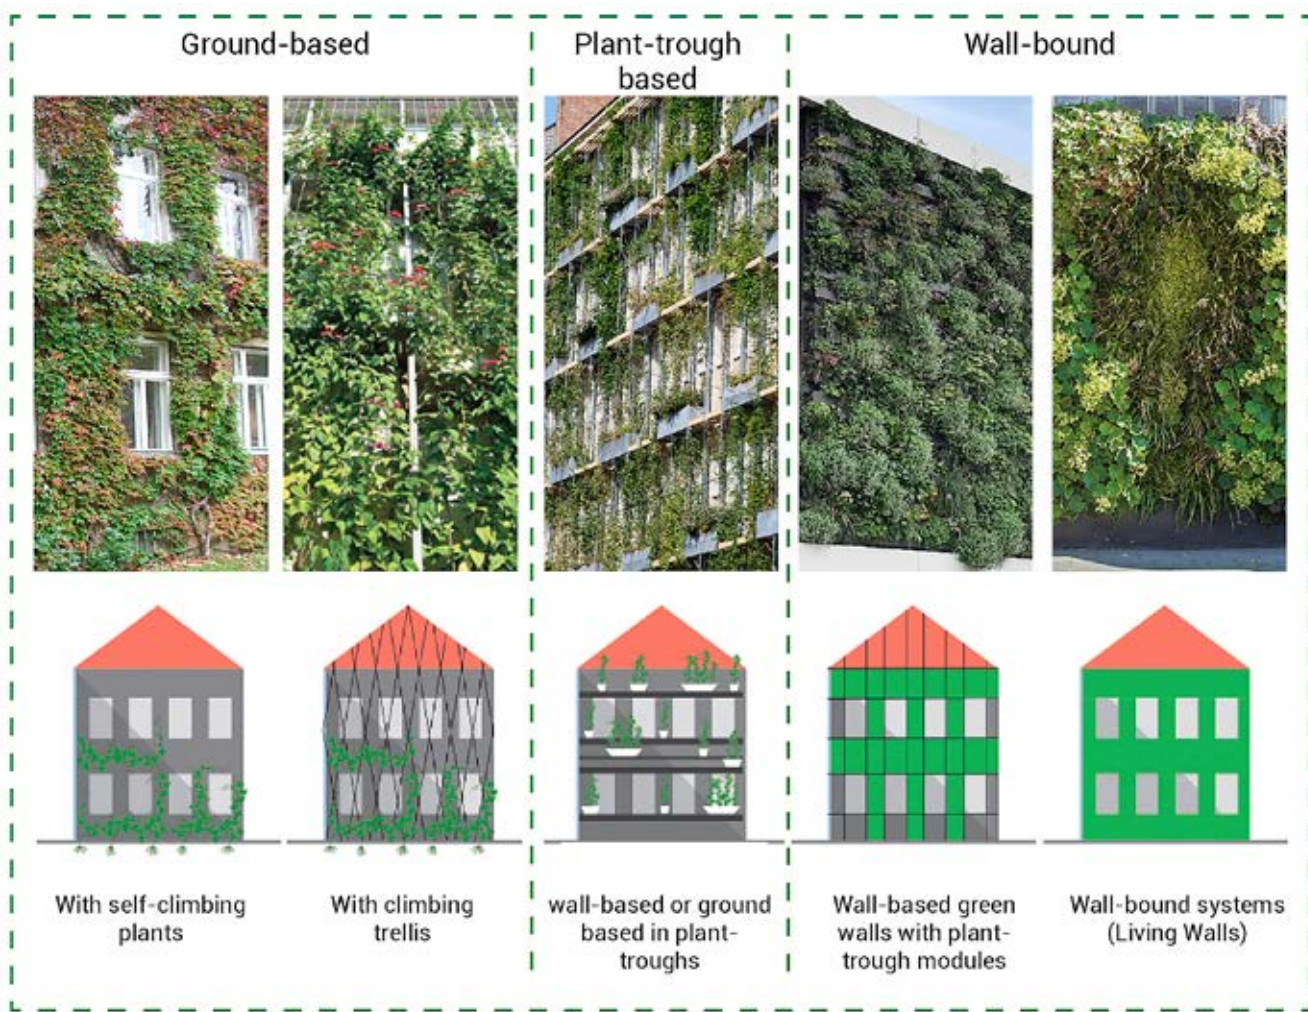 Ground-based
Plant-trough
based
Wall-bound
With self-climbing
plants
With climbing
trellis
wall-based or ground
based in plant-
troughs
Wall-based green
walls with plant-
trough modules
Wall-bound systems
(Living Walls)